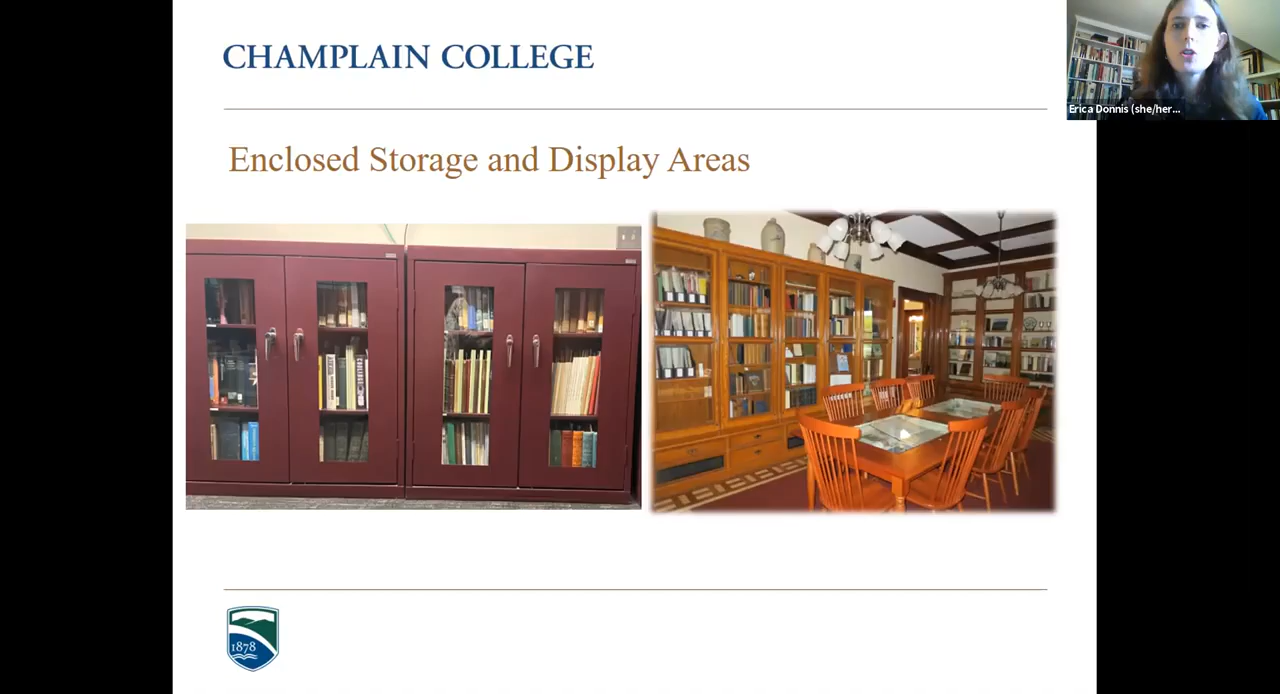 CHAMPLAIN COLLEGE
Erica Donnis (she/her...
Enclosed Storage and Display Areas
1878